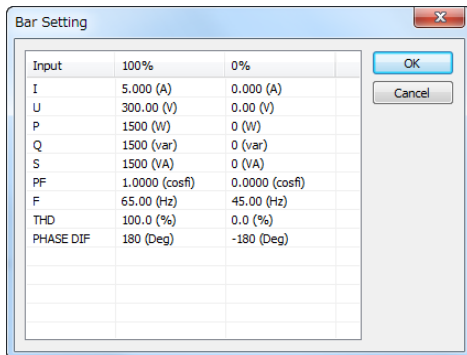 Bar Setting
Input 100% 0%
I 5.000 (A) 0.000 (A)
U 300.00 (V) 0.00 (V)
P 1500 (W) 0 (W)
Q 1500 (var) 0 (var)
S 1500 (VA) 0 (VA)
PF 1.0000 (cosfi) 0.0000 (cosfi)
F 65.00 (Hz) 45.00 (Hz)
THD 100.0 (%) 0.0 (%)
PHASE DIF 180 (Deg) -180 (Deg)
OK
Cancel